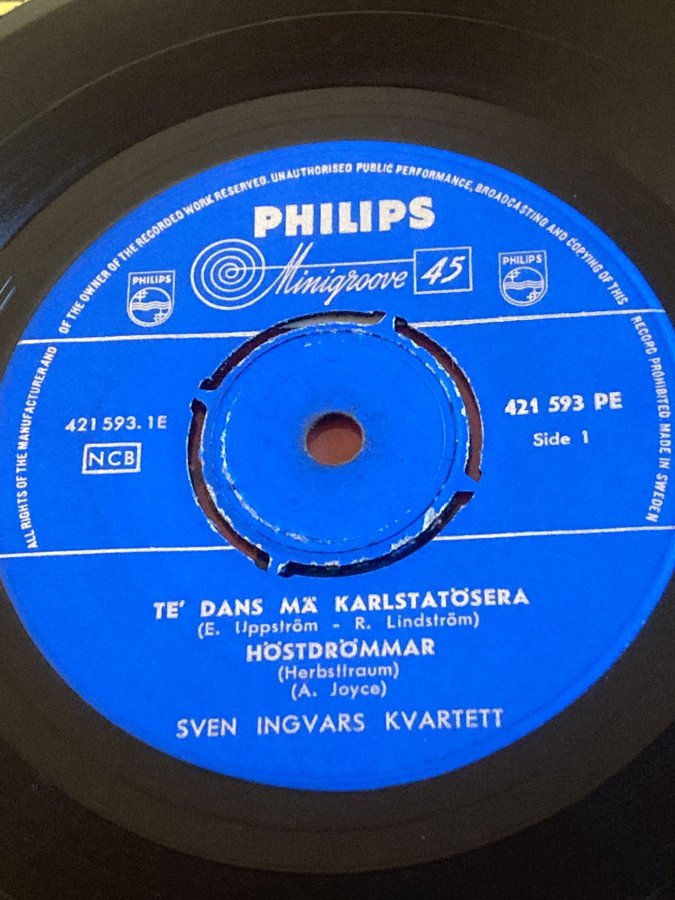 ALL RIGHTS OF THE MANUFACTURER AND OF THE OWNER OF THE RECORDED WORK RESERVED. UNAUTHORISED PUBLIC PERFORMANCE, BROADCASTING AND COPYING OF THIS RECORD PROHIBITED MADE IN SWEDEN
PHILIPS
Minigroove 45
PHILIPS
PHILIPS
421 593.1E
NCB
421 593 PE
Side 1
TE' DANS MÄ KARLSTATÖSERA
(E. Uppström - R. Lindström)
HÖSTDRÖMMAR
(Herbsttraum)
(A. Joyce)
SVEN INGVARS KVARTETT